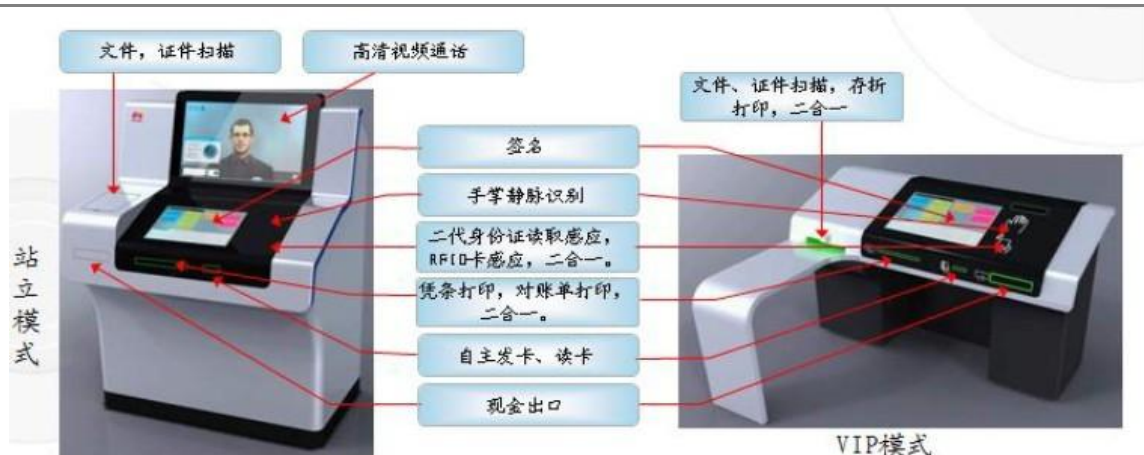 文件，证件扫描
高清视频通话
文件、证件扫描，存折
打印，二合一
签名
手掌静脉识别
二代身份证读取感应，
RFID卡感应，二合一。
凭条打印，对账单打印，
二合一。
自主发卡、读卡
现金出口
站立模式
VIP模式